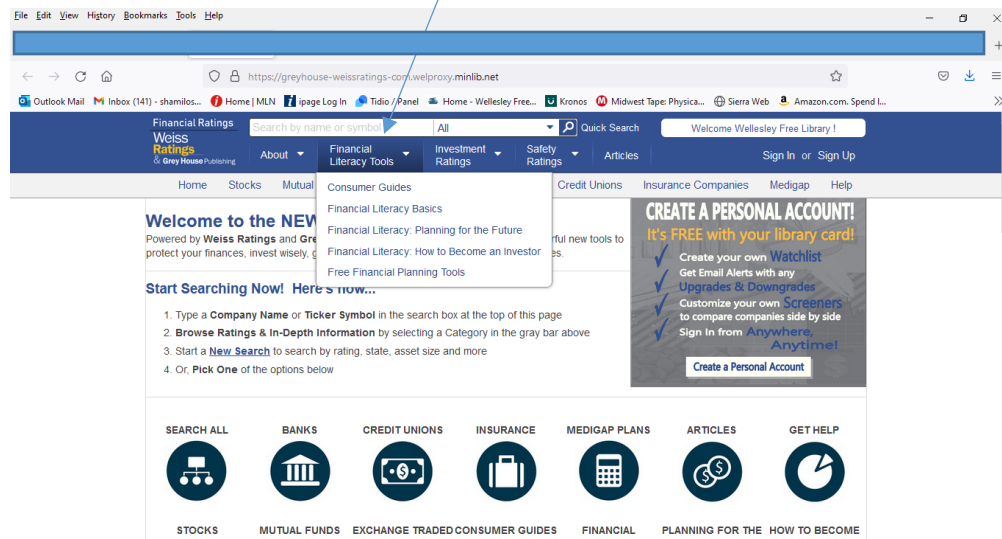 File Edit View History Bookmarks Tools Help
https://greyhouse-weissratings-com.welproxy.minlib.net
Outlook Mail Inbox (141) - shamilos... Home | MLN ipage Log In Tidio / Panel Home - Wellesley Free... Kronos Midwest Tape: Physica... Sierra Web Amazon.com. Spend l...
Financial Ratings
Weiss
Ratings
& Grey House Publishing
Search by name or symbol All Quick Search Welcome Wellesley Free Library !
About Financial Literacy Tools Investment Ratings Safety Ratings Articles Sign In or Sign Up
Home Stocks Mutual Credit Unions Insurance Companies Medigap Help
Consumer Guides
Financial Literacy Basics
Financial Literacy: Planning for the Future
Financial Literacy: How to Become an Investor
Free Financial Planning Tools
Welcome to the NEW
Powered by Weiss Ratings and Gre rful new tools to
protect your finances, invest wisely, g es.
Start Searching Now! Here's how...
1. Type a Company Name or Ticker Symbol in the search box at the top of this page
2. Browse Ratings & In-Depth Information by selecting a Category in the gray bar above
3. Start a New Search to search by rating, state, asset size and more
4. Or, Pick One of the options below
CREATE A PERSONAL ACCOUNT!
It's FREE with your library card!
Create your own Watchlist
Get Email Alerts with any
Upgrades & Downgrades
Customize your own Screeners
to compare companies side by side
Sign In from Anywhere,
Anytime!
Create a Personal Account
SEARCH ALL BANKS CREDIT UNIONS INSURANCE MEDIGAP PLANS ARTICLES GET HELP
STOCKS MUTUAL FUNDS EXCHANGE TRADED CONSUMER GUIDES FINANCIAL PLANNING FOR THE HOW TO BECOME